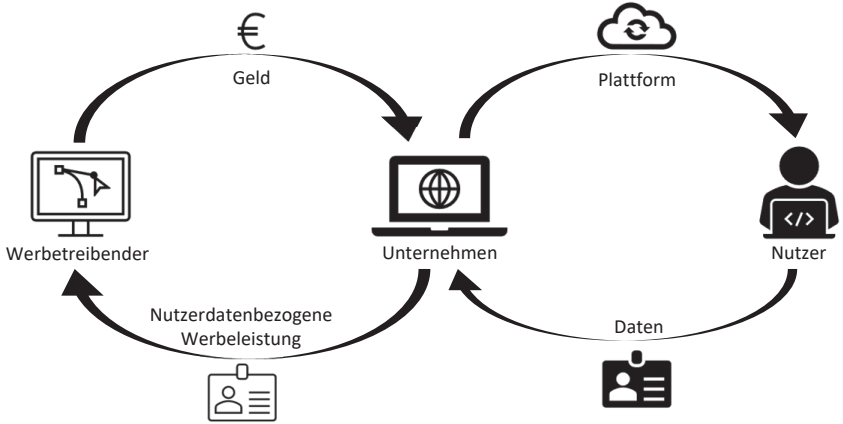 €
Geld
Plattform
</>
Werbetreibender
Unternehmen
Nutzer
Nutzerdatenbezogene
Werbeleistung
Daten